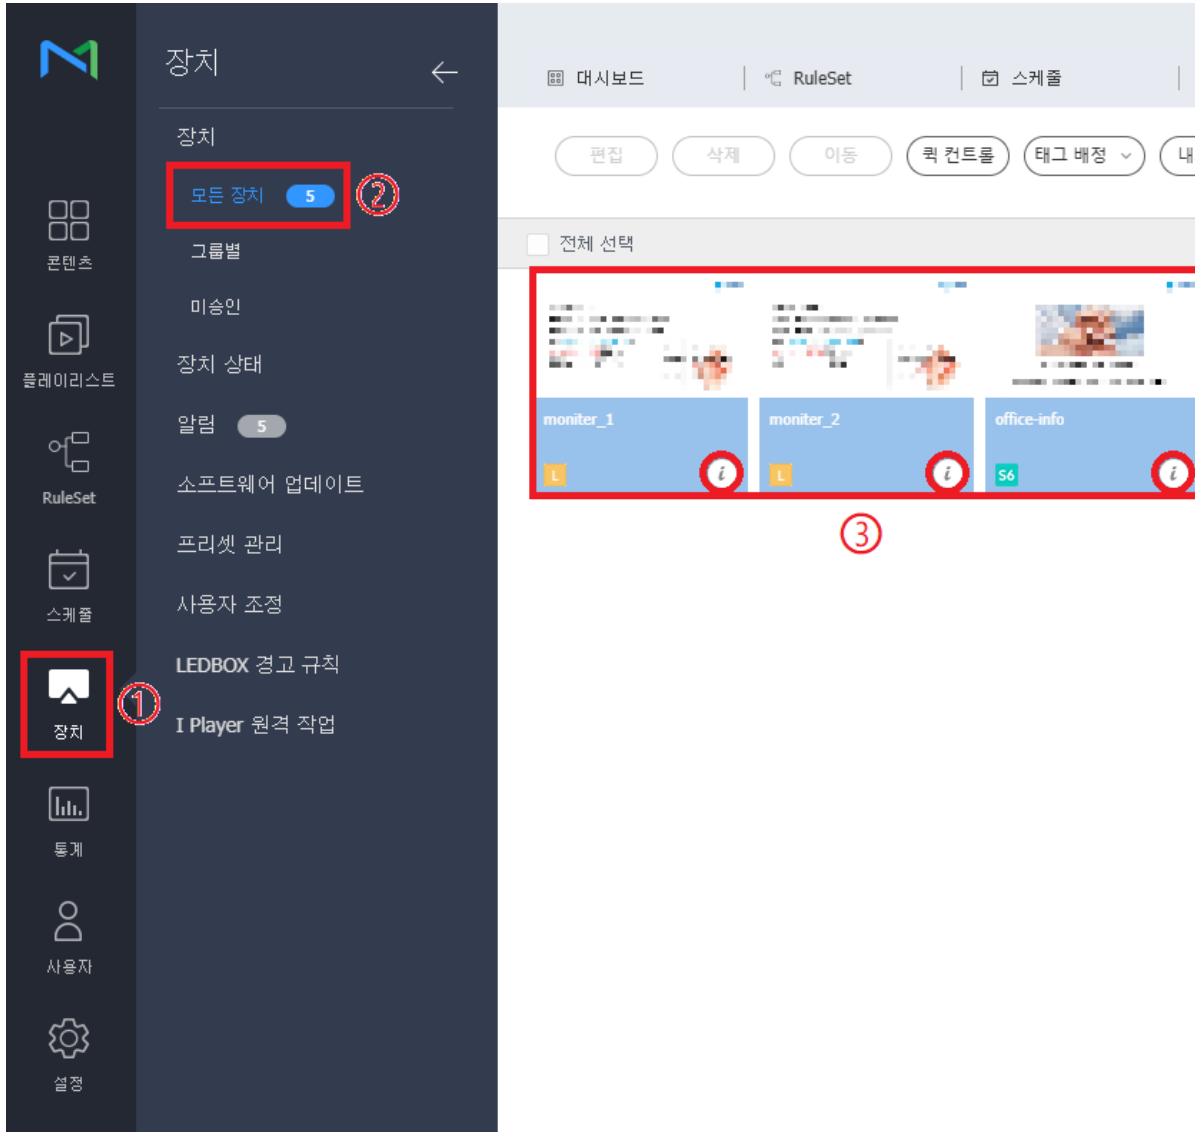 장치
대시보드
RuleSet
스케줄
장치
편집
삭제
이동
퀵 컨트롤
태그 배정
내
모든 장치 5
②
그룹별
전체 선택
미승인
장치 상태
알림 5
소프트웨어 업데이트
프리셋 관리
사용자 조정
LEDBOX 경고 규칙
I Player 원격 작업
콘텐츠
플레이리스트
RuleSet
스케줄
장치
①
통계
사용자
설정
moniter_1
moniter_2
office-info
L
i
L
i
S6
i
③